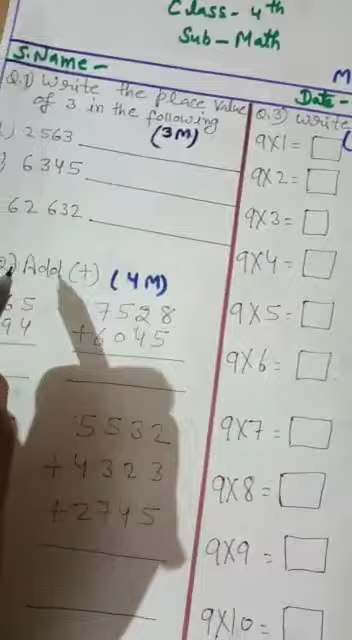 Class - 4th
Sub - Math
S.Name -
Date -
Q.1) Write the place value
of 3 in the following
(3M)
2563
6345
62632
Add (+) (4M)
7528
+6045
5532
+4323
+2745
Q.3) Write
9X1=
9X2=
9X3=
9X4=
9X5=
9X6=
9X7=
9X8=
9X9=
9X10=